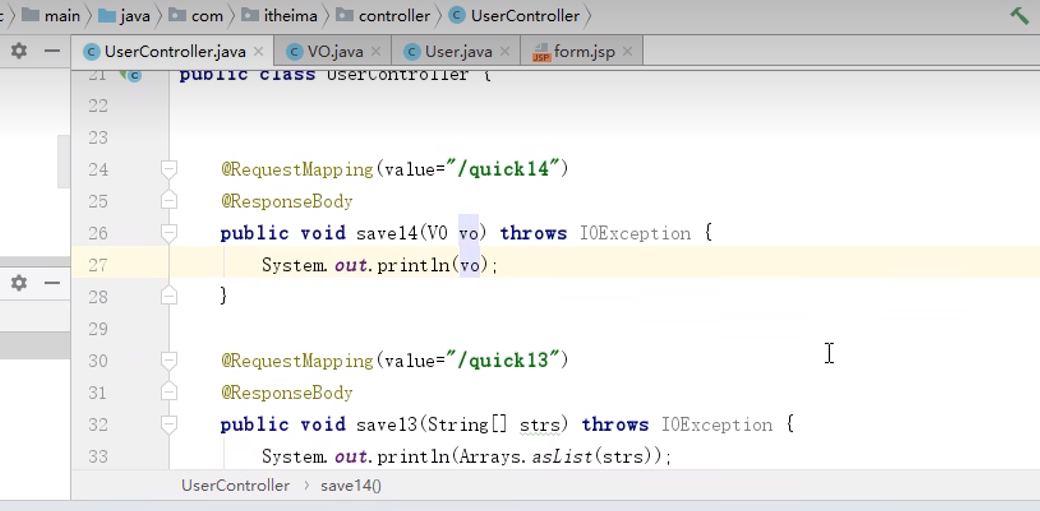 main java com itheima controller UserController
UserController.java VO.java User.java form.jsp
21 public class UserController {
22
23
24 @RequestMapping(value="/quick14")
25 @ResponseBody
26 public void save14(VO vo) throws IOException {
27 System.out.println(vo);
28 }
29
30 @RequestMapping(value="/quick13")
31 @ResponseBody
32 public void save13(String[] strs) throws IOException {
33 System.out.println(Arrays.asList(strs));
UserController save14()